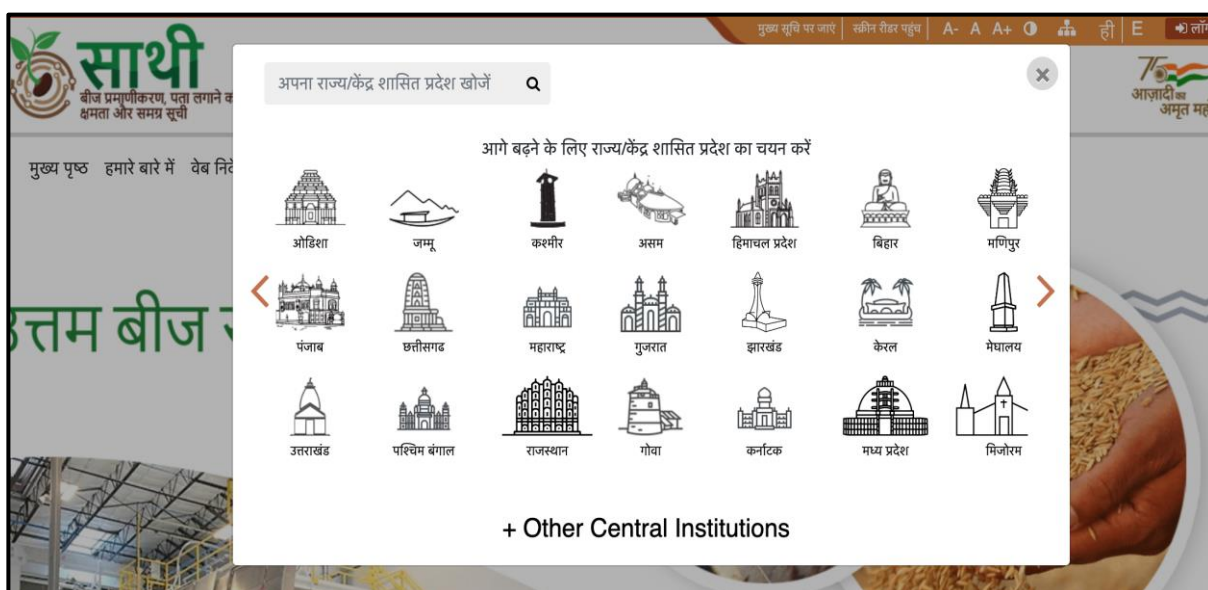 मुख्य सूचि पर जाएं | स्क्रीन रीडर पहुंच | A- A A+ ही | E
साथी
बीज प्रमाणीकरण, पता लगाने
क्षमता और समग्र सूची
75
आज़ादी का
अमृत
मुख्य पृष्ठ हमारे बारे में वेब
अपना राज्य/केंद्र शासित प्रदेश खोजें
आगे बढ़ने के लिए राज्य/केंद्र शासित प्रदेश का चयन करें
ओडिशा जम्मू कश्मीर असम हिमाचल प्रदेश बिहार मणिपुर
पंजाब छत्तीसगढ महाराष्ट्र गुजरात झारखंड केरल मेघालय
उत्तराखंड पश्चिम बंगाल राजस्थान गोवा कर्नाटक मध्य प्रदेश मिजोरम
+ Other Central Institutions
उत्तम बीज